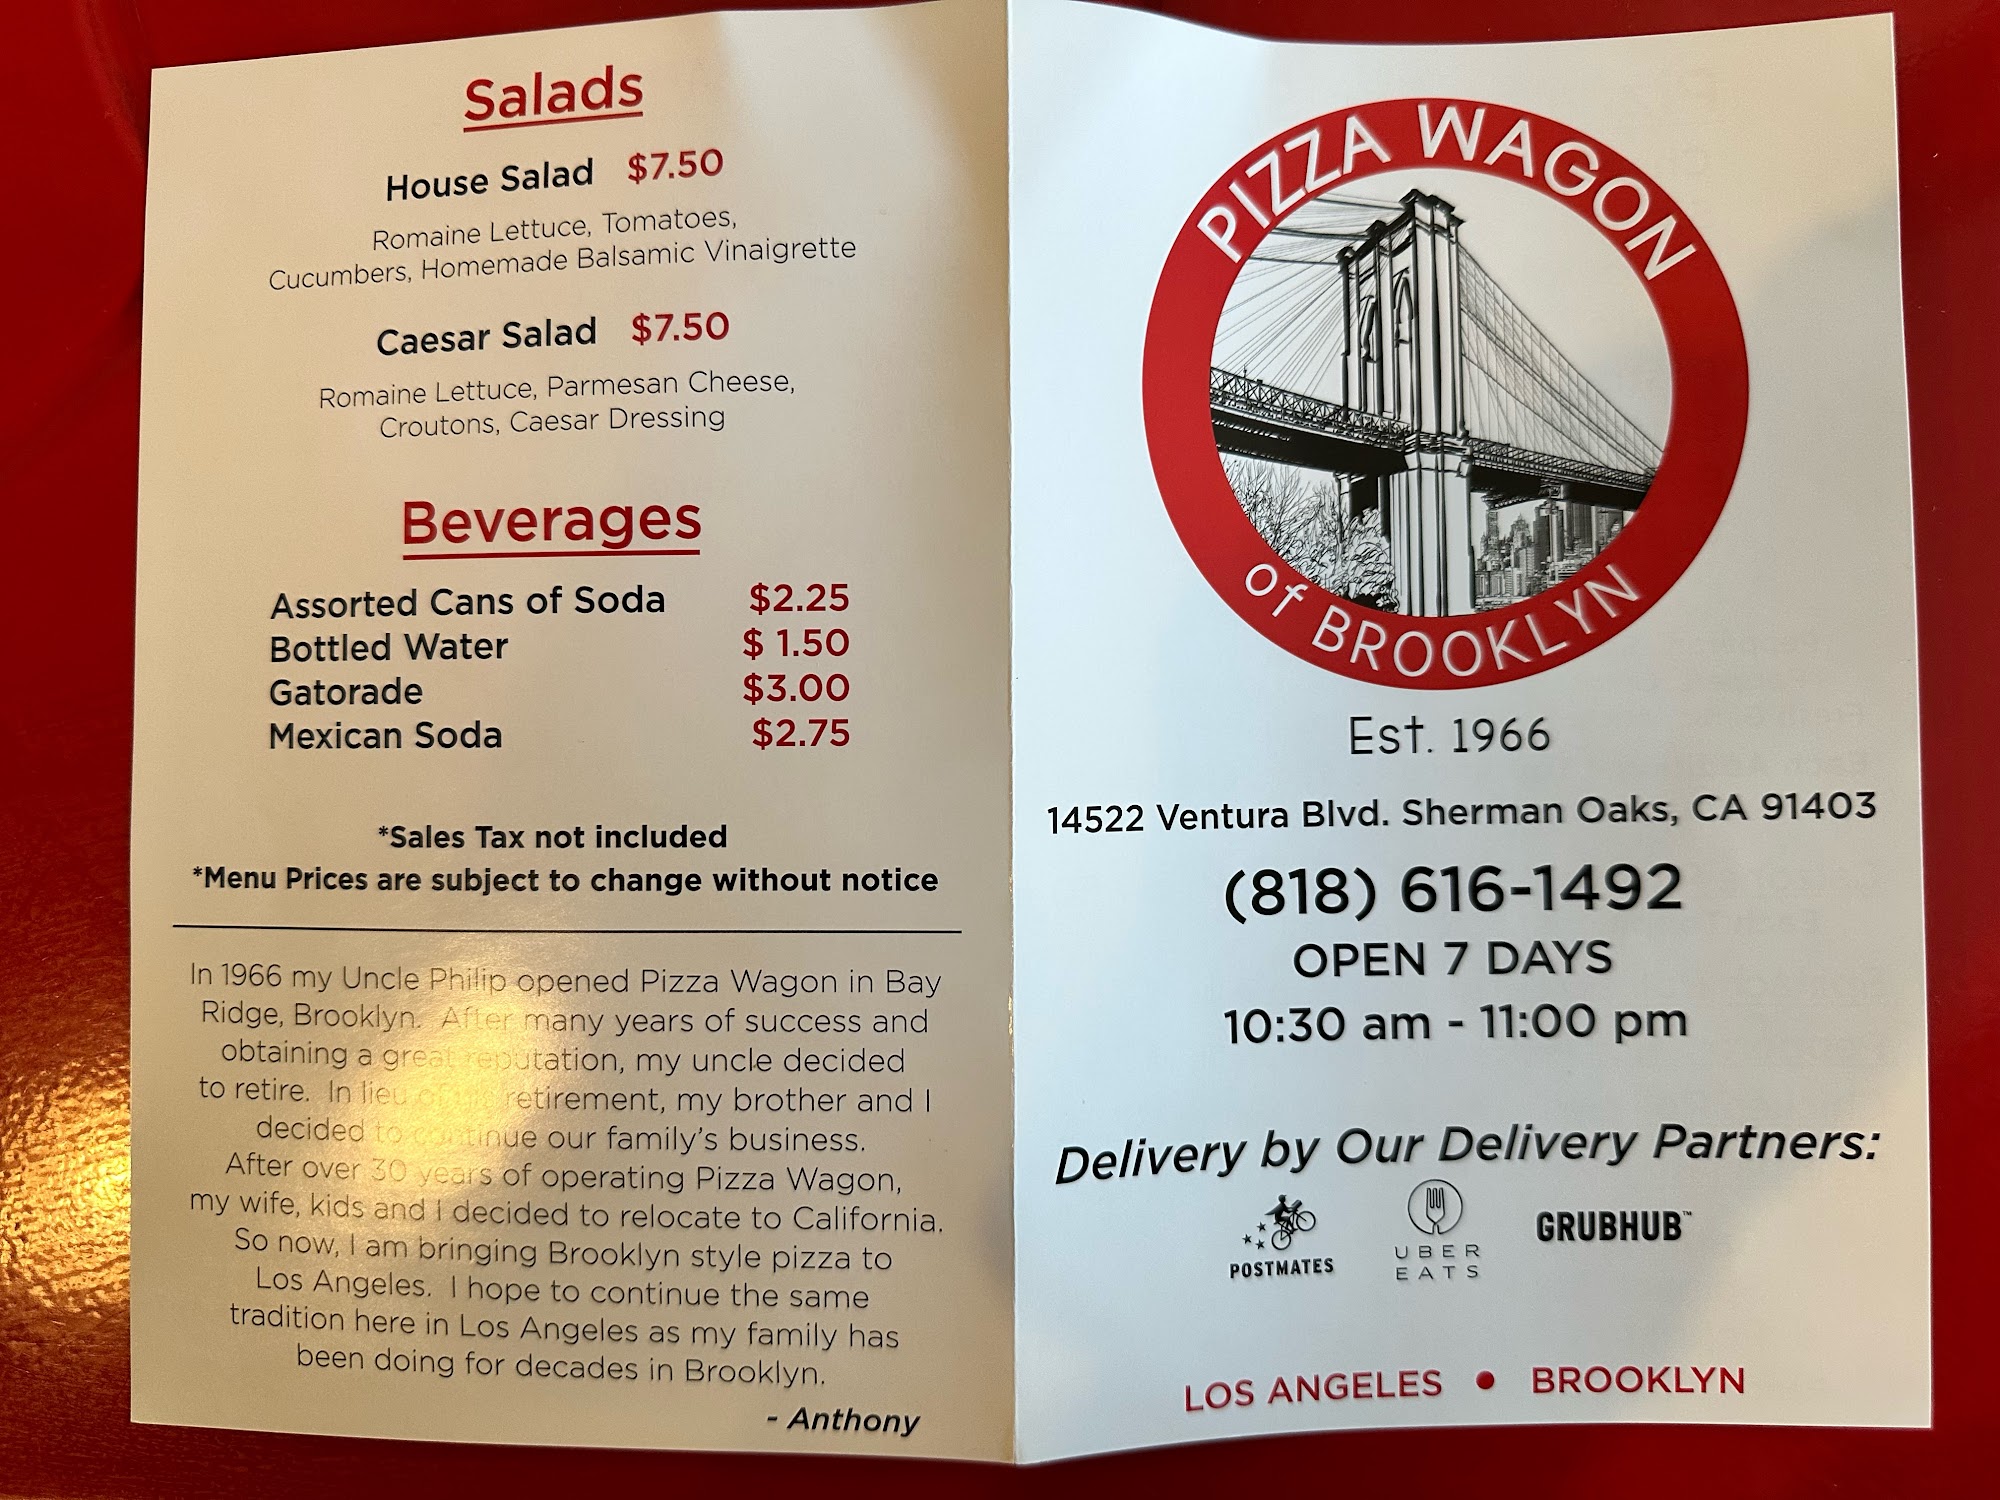 Salads
House Salad $7.50
Romaine Lettuce, Tomatoes,
Cucumbers, Homemade Balsamic Vinaigrette
Caesar Salad $7.50
Romaine Lettuce, Parmesan Cheese,
Croutons, Caesar Dressing
Beverages
Assorted Cans of Soda $2.25
Bottled Water $ 1.50
Gatorade $3.00
Mexican Soda $2.75
*Sales Tax not included
*Menu Prices are subject to change without notice
In 1966 my Uncle Philip opened Pizza Wagon in Bay
Ridge, Brooklyn. After many years of success and
obtaining a great reputation, my uncle decided
to retire. In lieu of his retirement, my brother and I
decided to continue our family's business.
After over 30 years of operating Pizza Wagon,
my wife, kids and I decided to relocate to California.
So now, I am bringing Brooklyn style pizza to
Los Angeles. I hope to continue the same
tradition here in Los Angeles as my family has
been doing for decades in Brooklyn.
- Anthony
PIZZA WAGON
of BROOKLYN
Est. 1966
14522 Ventura Blvd. Sherman Oaks, CA 91403
(818) 616-1492
OPEN 7 DAYS
10:30 am - 11:00 pm
Delivery by Our Delivery Partners:
POSTMATES
UBER
EATS
GRUBHUB™
LOS ANGELES • BROOKLYN